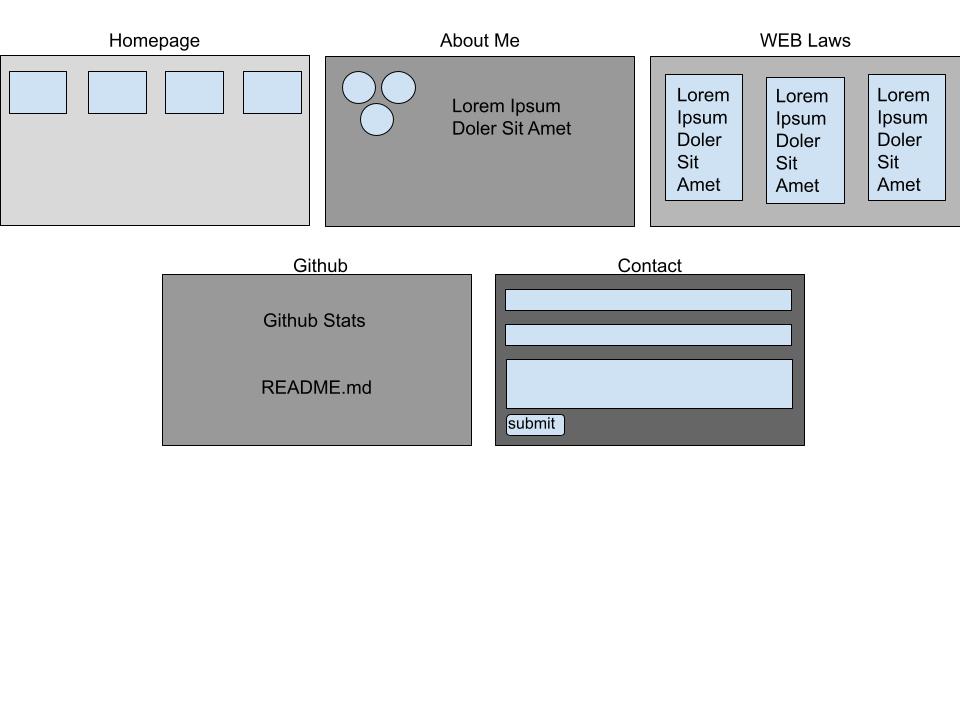 Homepage
About Me
WEB Laws
Lorem Ipsum
Doler Sit Amet
Lorem
Ipsum
Doler
Sit
Amet
Lorem
Ipsum
Doler
Sit
Amet
Lorem
Ipsum
Doler
Sit
Amet
Github
Contact
Github Stats
README.md
submit